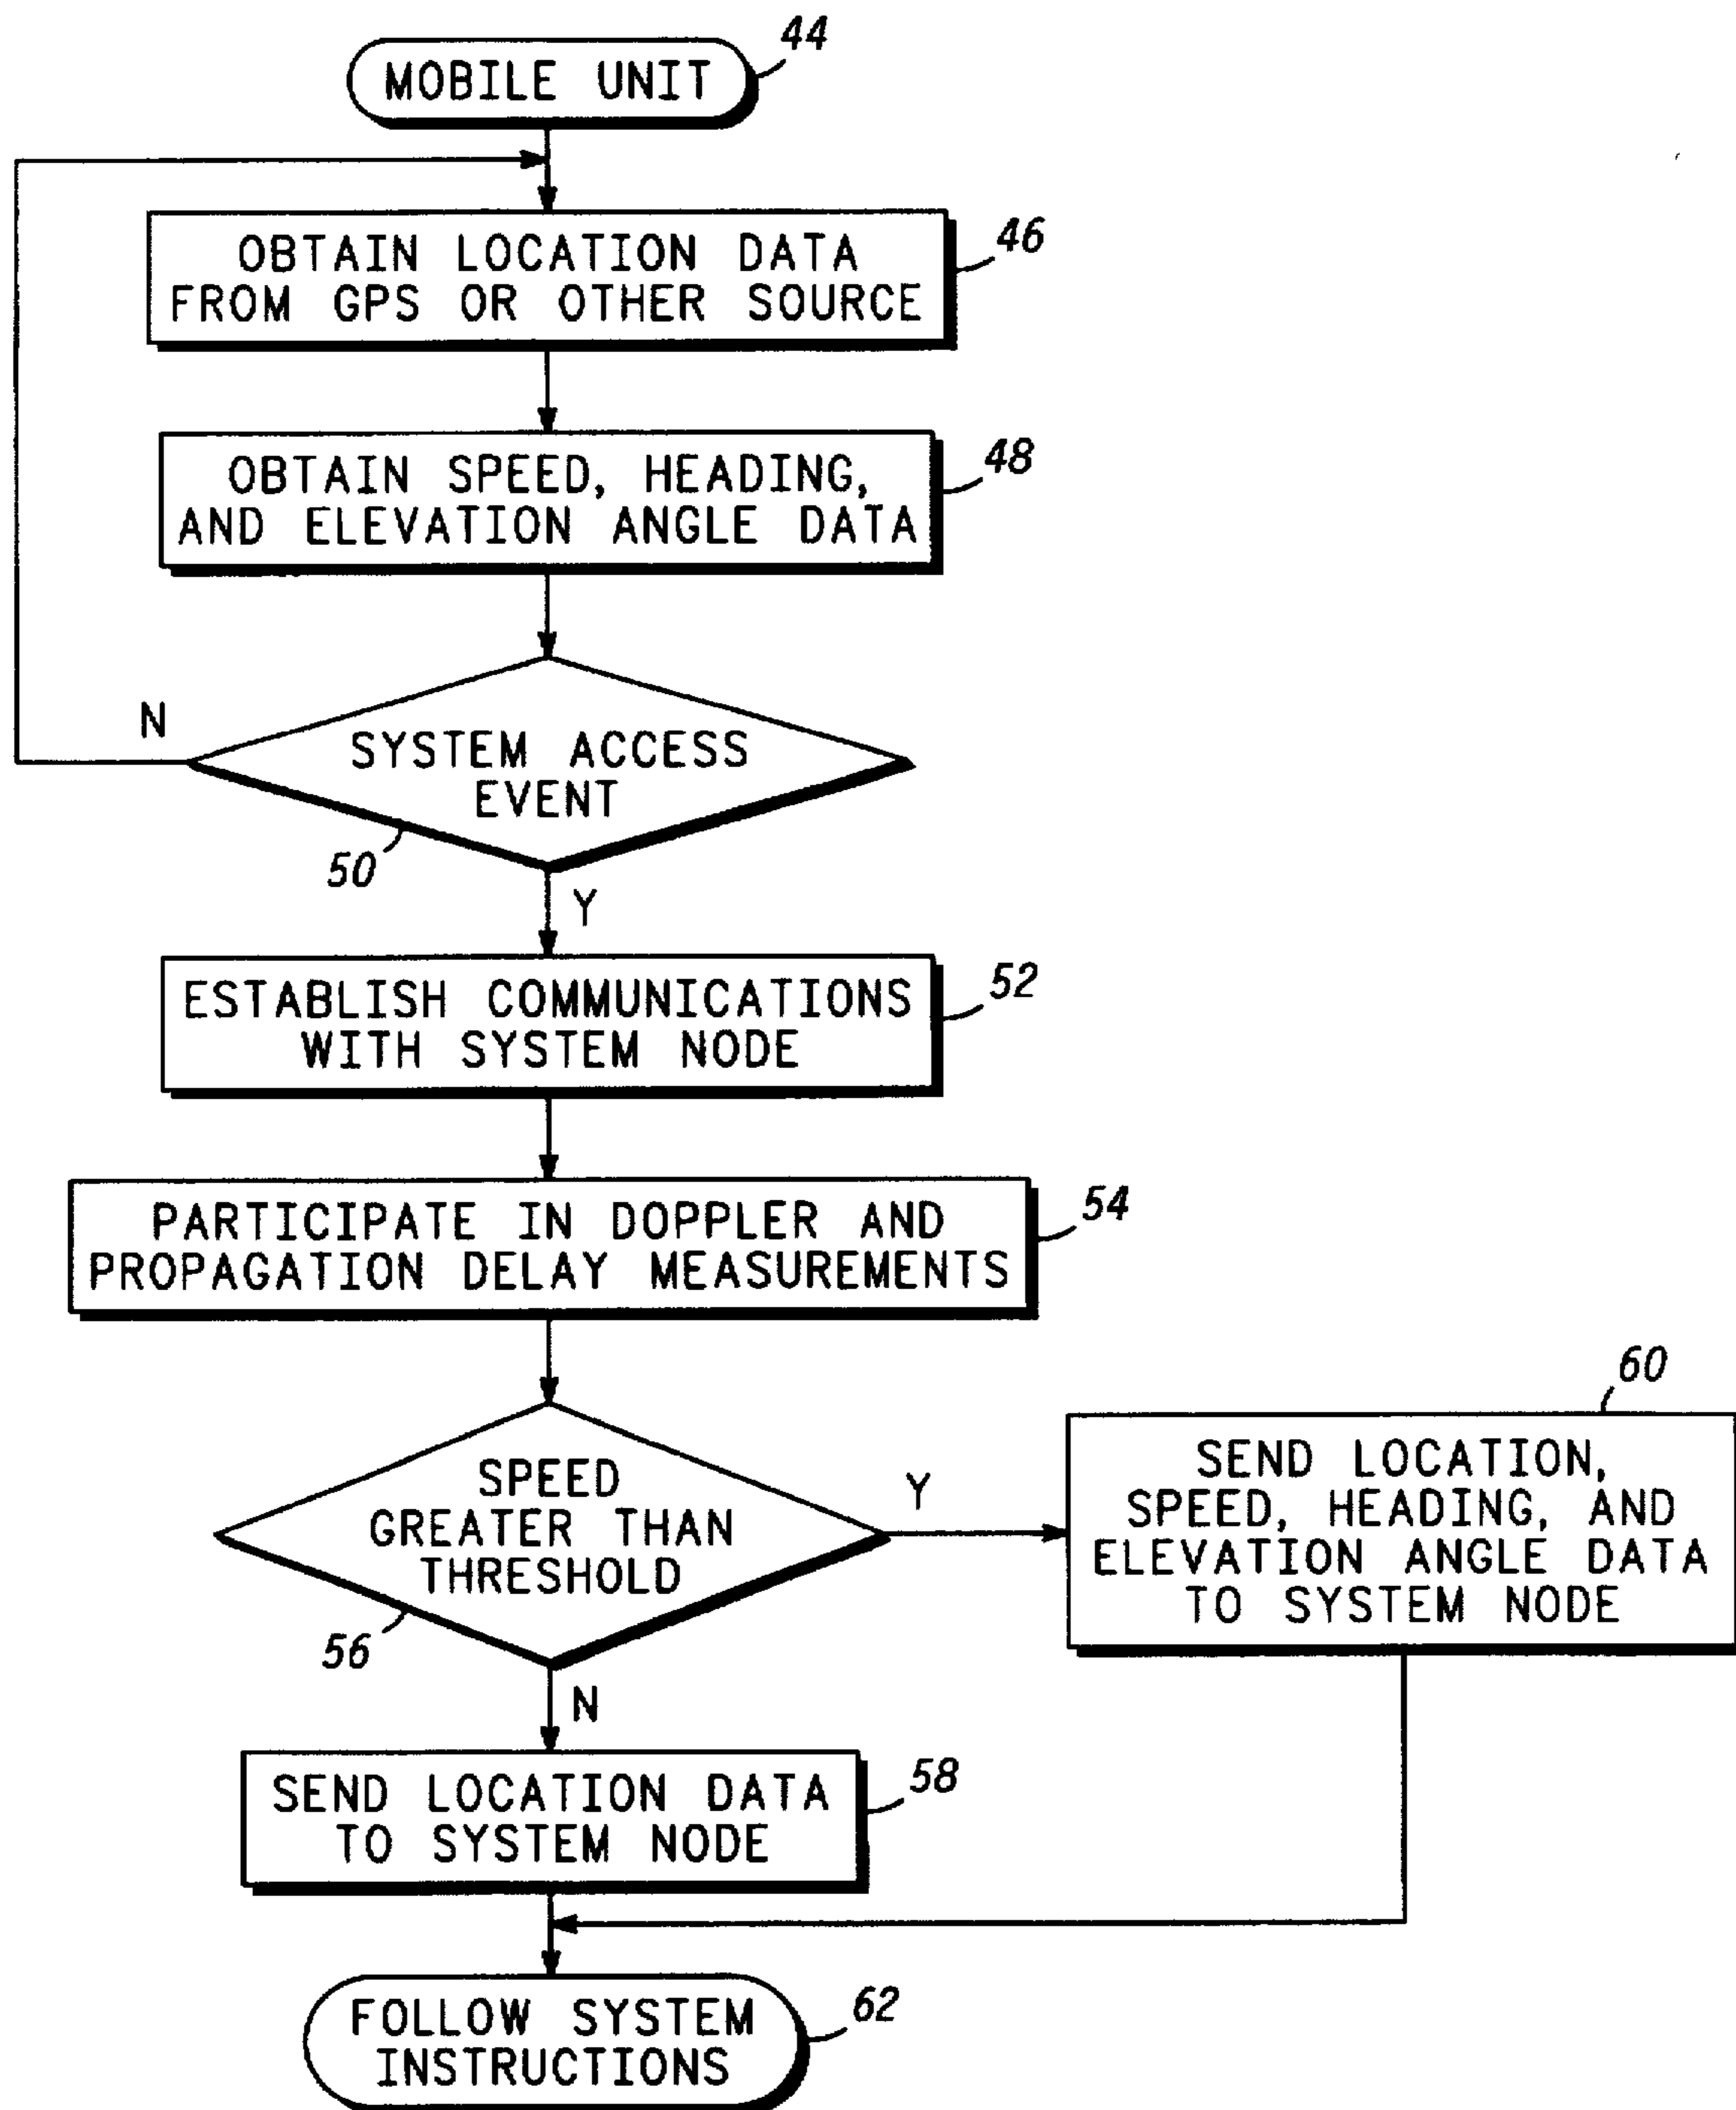 MOBILE UNIT
44
OBTAIN LOCATION DATA
FROM GPS OR OTHER SOURCE
46
OBTAIN SPEED, HEADING,
AND ELEVATION ANGLE DATA
48
N
SYSTEM ACCESS
EVENT
50
Y
ESTABLISH COMMUNICATIONS
WITH SYSTEM NODE
52
PARTICIPATE IN DOPPLER AND
PROPAGATION DELAY MEASUREMENTS
54
SPEED
GREATER THAN
THRESHOLD
56
Y
60
SEND LOCATION,
SPEED, HEADING, AND
ELEVATION ANGLE DATA
TO SYSTEM NODE
N
SEND LOCATION DATA
TO SYSTEM NODE
58
FOLLOW SYSTEM
INSTRUCTIONS
62